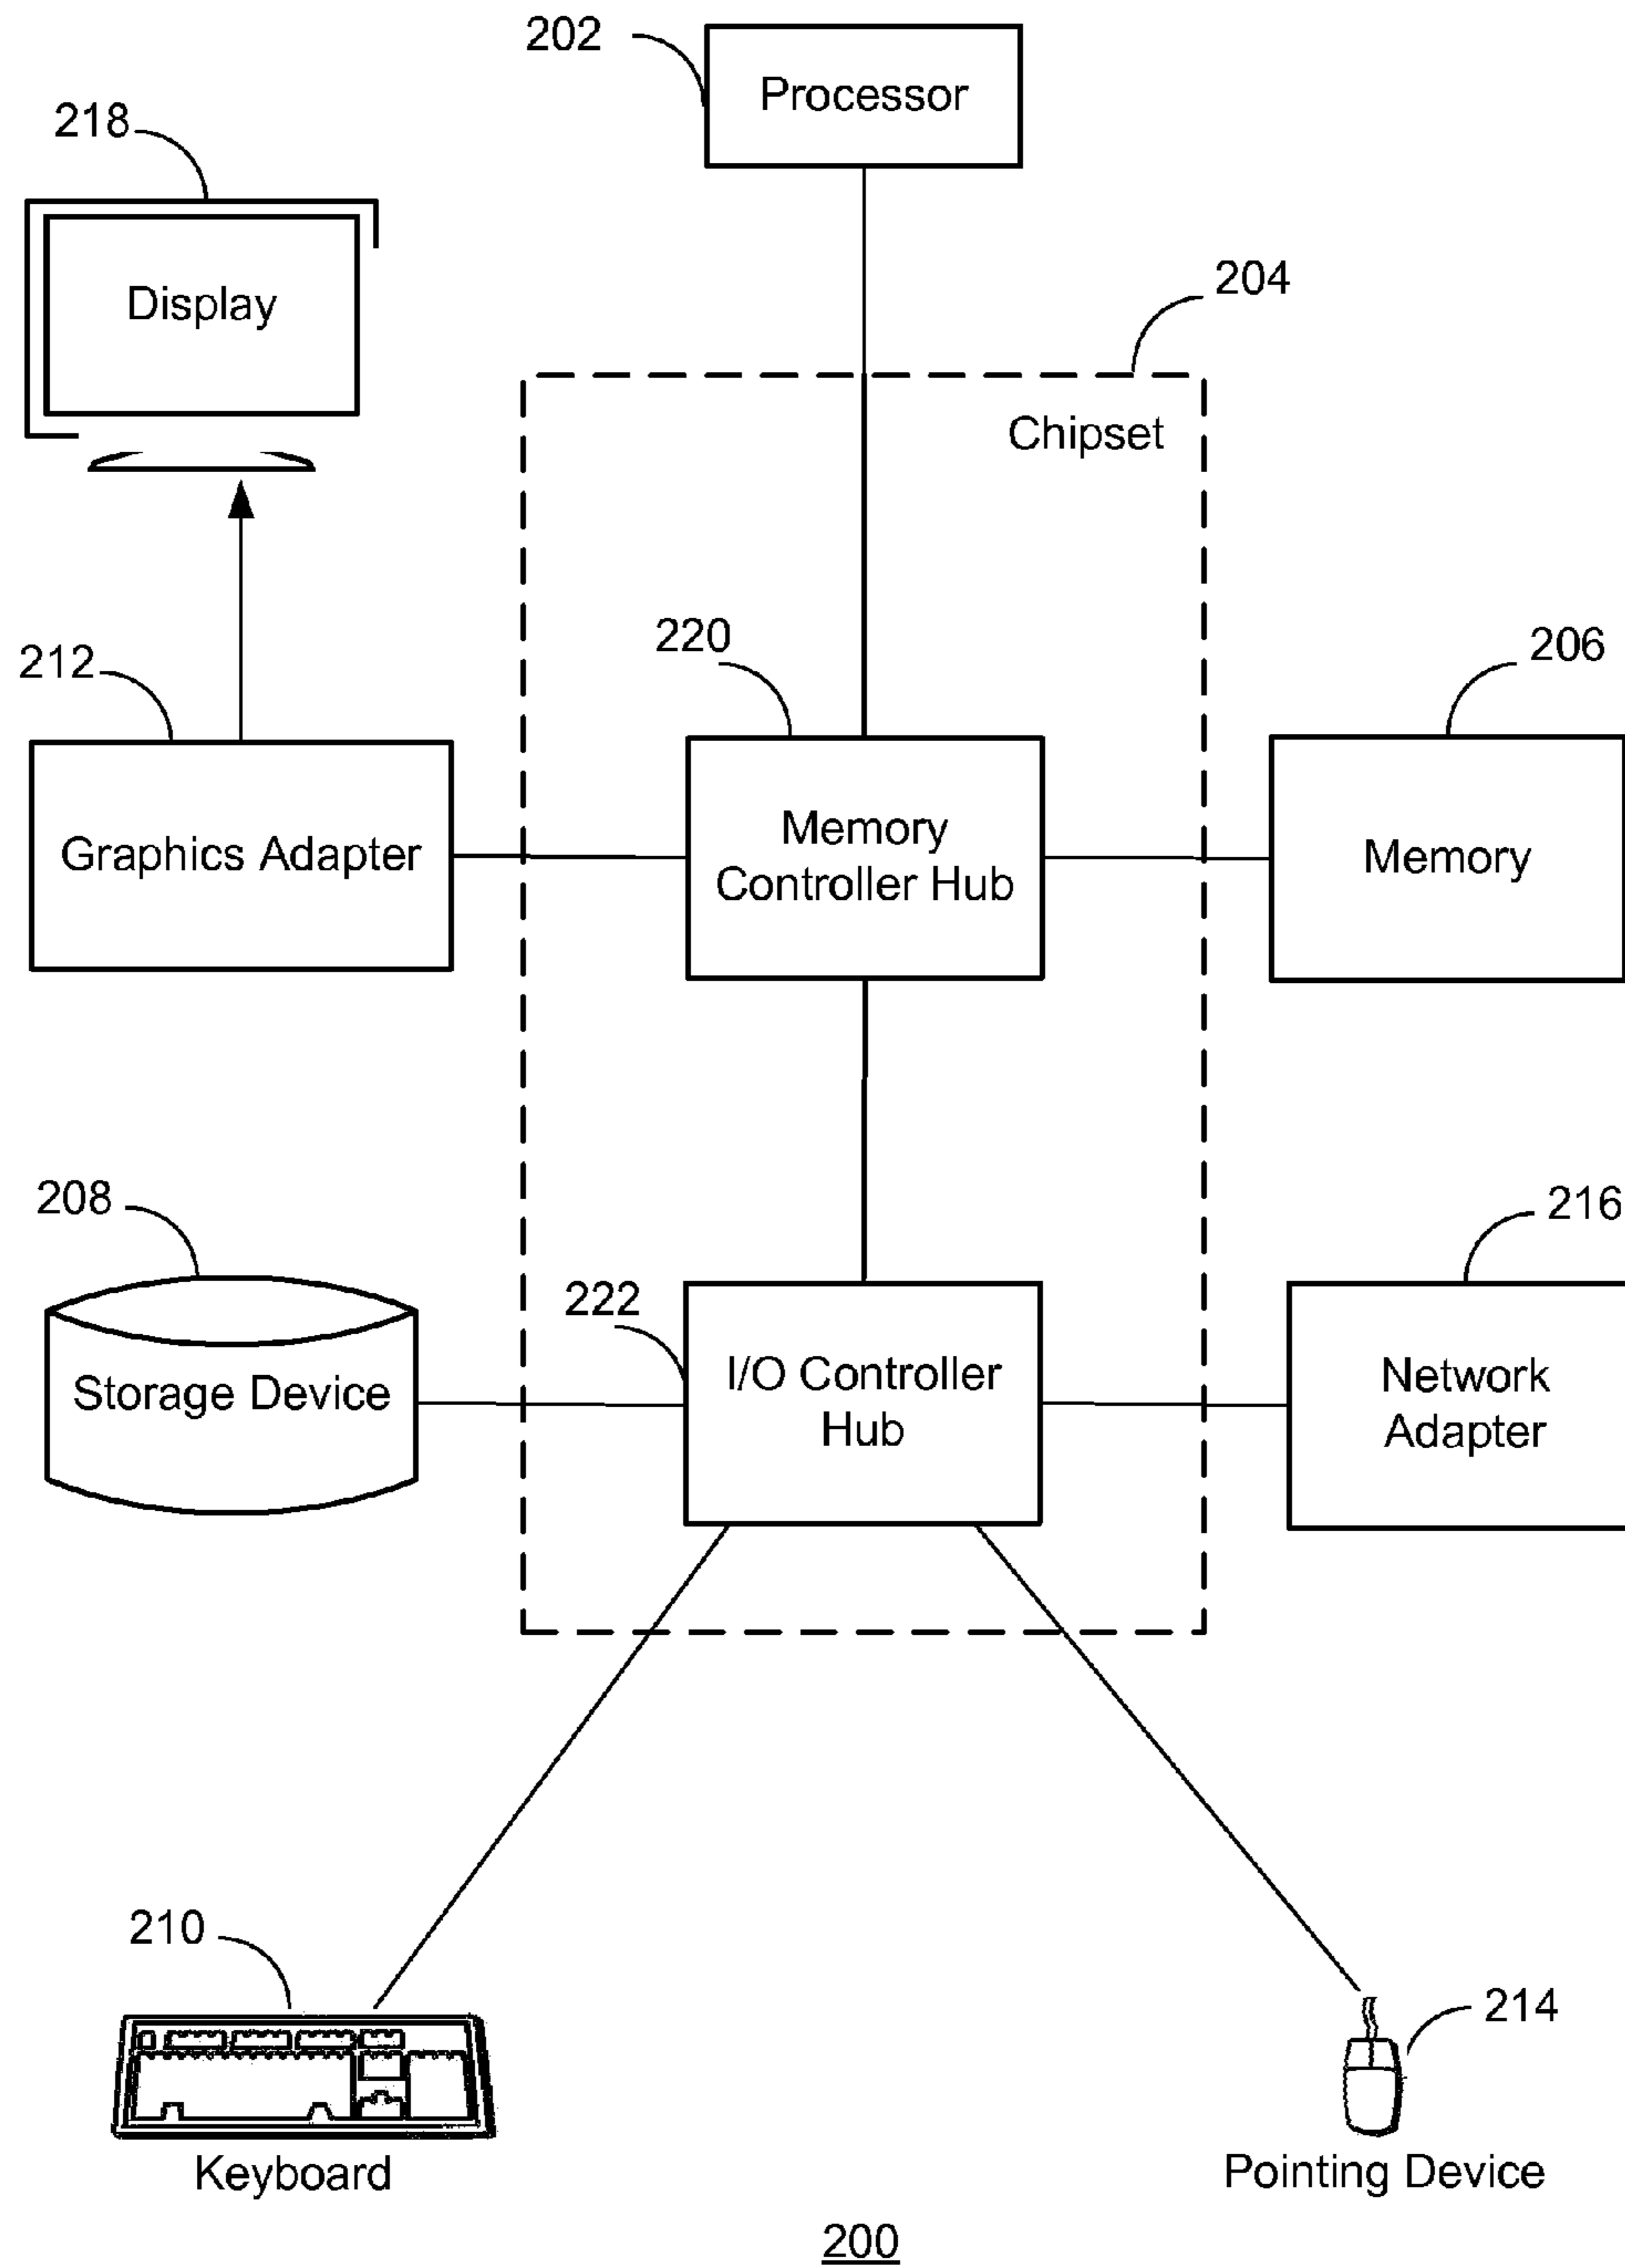 202
Processor
218
Display
204
Chipset
220
206
212
Memory
Controller Hub
Graphics Adapter
Memory
208
216
222
I/O Controller
Hub
Storage Device
Network
Adapter
210
214
Keyboard
Pointing Device
200